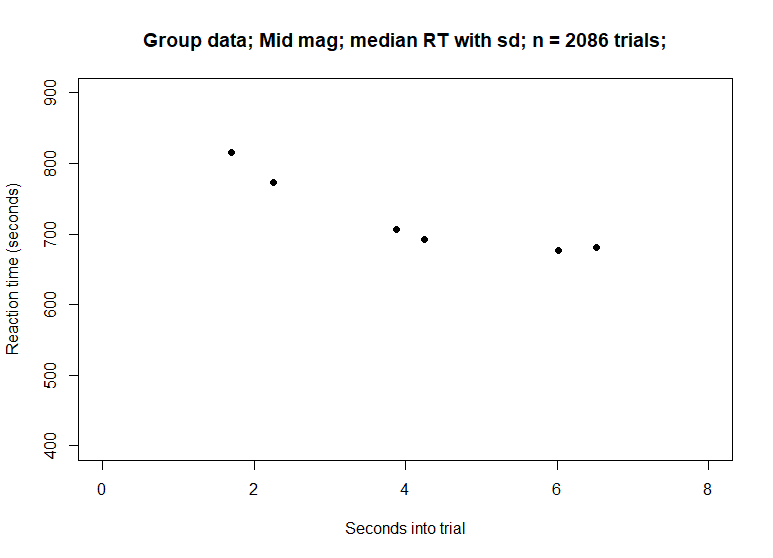 Group data; Mid mag; median RT with sd; n = 2086 trials;
Reaction time (seconds)
900
800
700
600
500
400
0 2 4 6 8
Seconds into trial